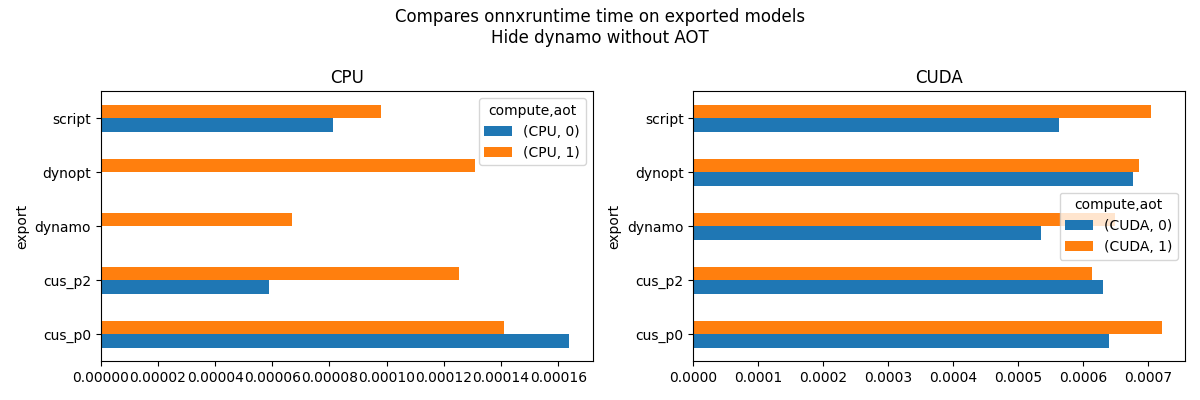 Compares onnxruntime time on exported models
Hide dynamo without AOT
CPU
export
script
dynopt
dynamo
cus_p2
cus_p0
compute,aot
(CPU, 0)
(CPU, 1)
0.00000 0.00002 0.00004 0.00006 0.00008 0.00010 0.00012 0.00014 0.00016
CUDA
export
script
dynopt
dynamo
cus_p2
cus_p0
compute,aot
(CUDA, 0)
(CUDA, 1)
0.0000 0.0001 0.0002 0.0003 0.0004 0.0005 0.0006 0.0007